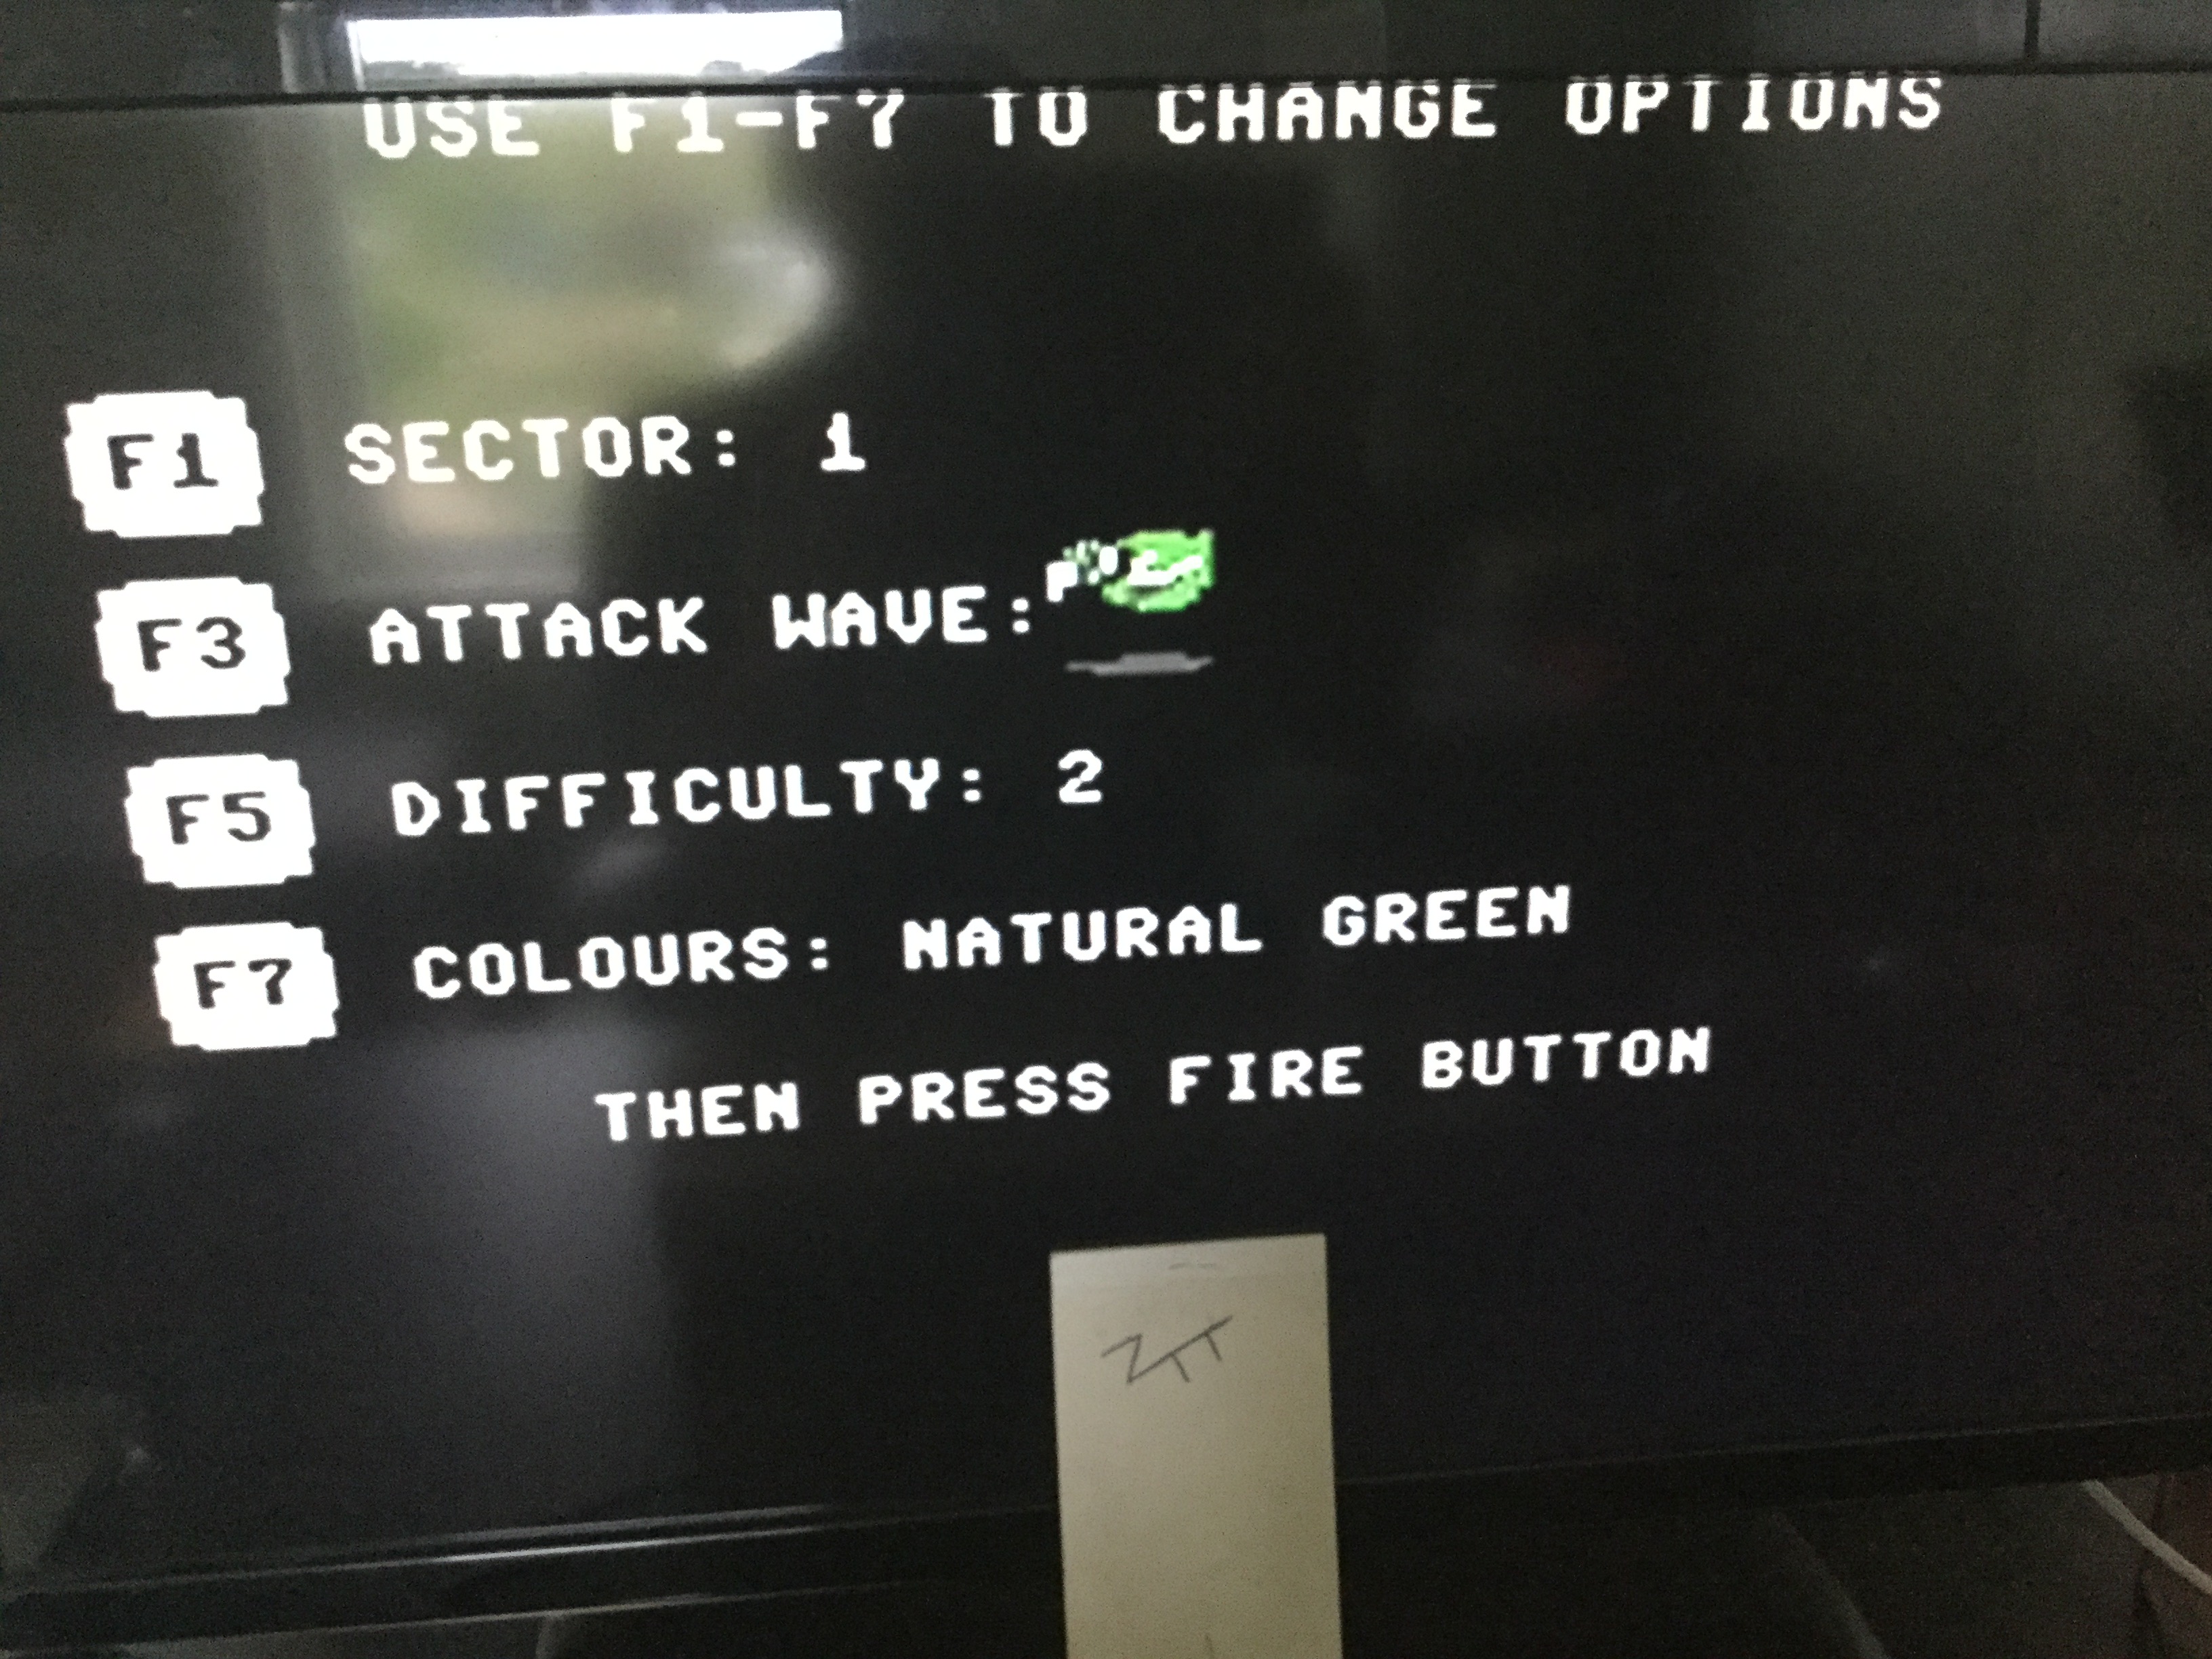 USE F1-F7 TO CHANGE OPTIONS
F1 SECTOR: 1
F3 ATTACK WAVE:
F5 DIFFICULTY: 2
F7 COLOURS: NATURAL GREEN
THEN PRESS FIRE BUTTON
ZTT